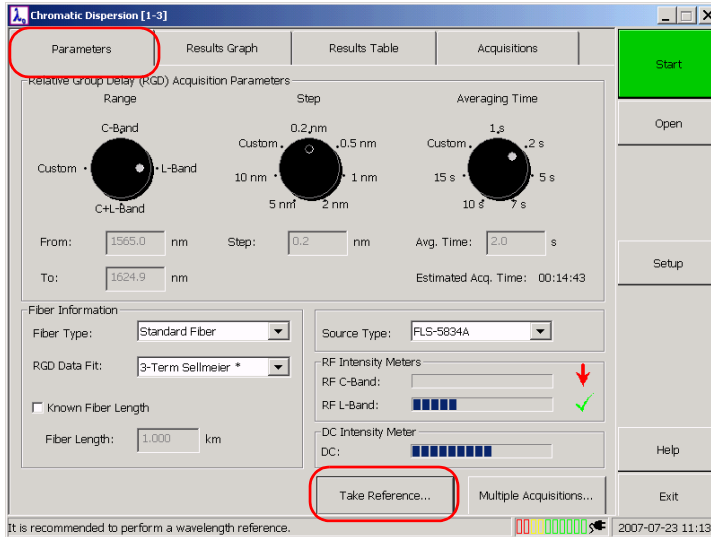 Chromatic Dispersion [1-3]
Parameters
Results Graph
Results Table
Acquisitions
Start
Open
Setup
Help
Exit
Relative Group Delay (RGD) Acquisition Parameters
Range
C-Band
Custom
L-Band
C+L-Band
Step
0.2 nm
Custom
.5 nm
10 nm
1 nm
5 nm
2 nm
Averaging Time
1 s
Custom
2 s
15 s
5 s
10 s
7 s
From: 1565.0 nm
Step: 0.2 nm
Avg. Time: 2.0 s
To: 1624.9 nm
Estimated Acq. Time: 00:14:43
Fiber Information
Fiber Type: Standard Fiber
RGD Data Fit: 3-Term Sellmeier *
Known Fiber Length
Fiber Length: 1.000 km
Source Type: FLS-5834A
RF Intensity Meters
RF C-Band:
RF L-Band:
DC Intensity Meter
DC:
Take Reference...
Multiple Acquisitions...
It is recommended to perform a wavelength reference.
2007-07-23 11:13